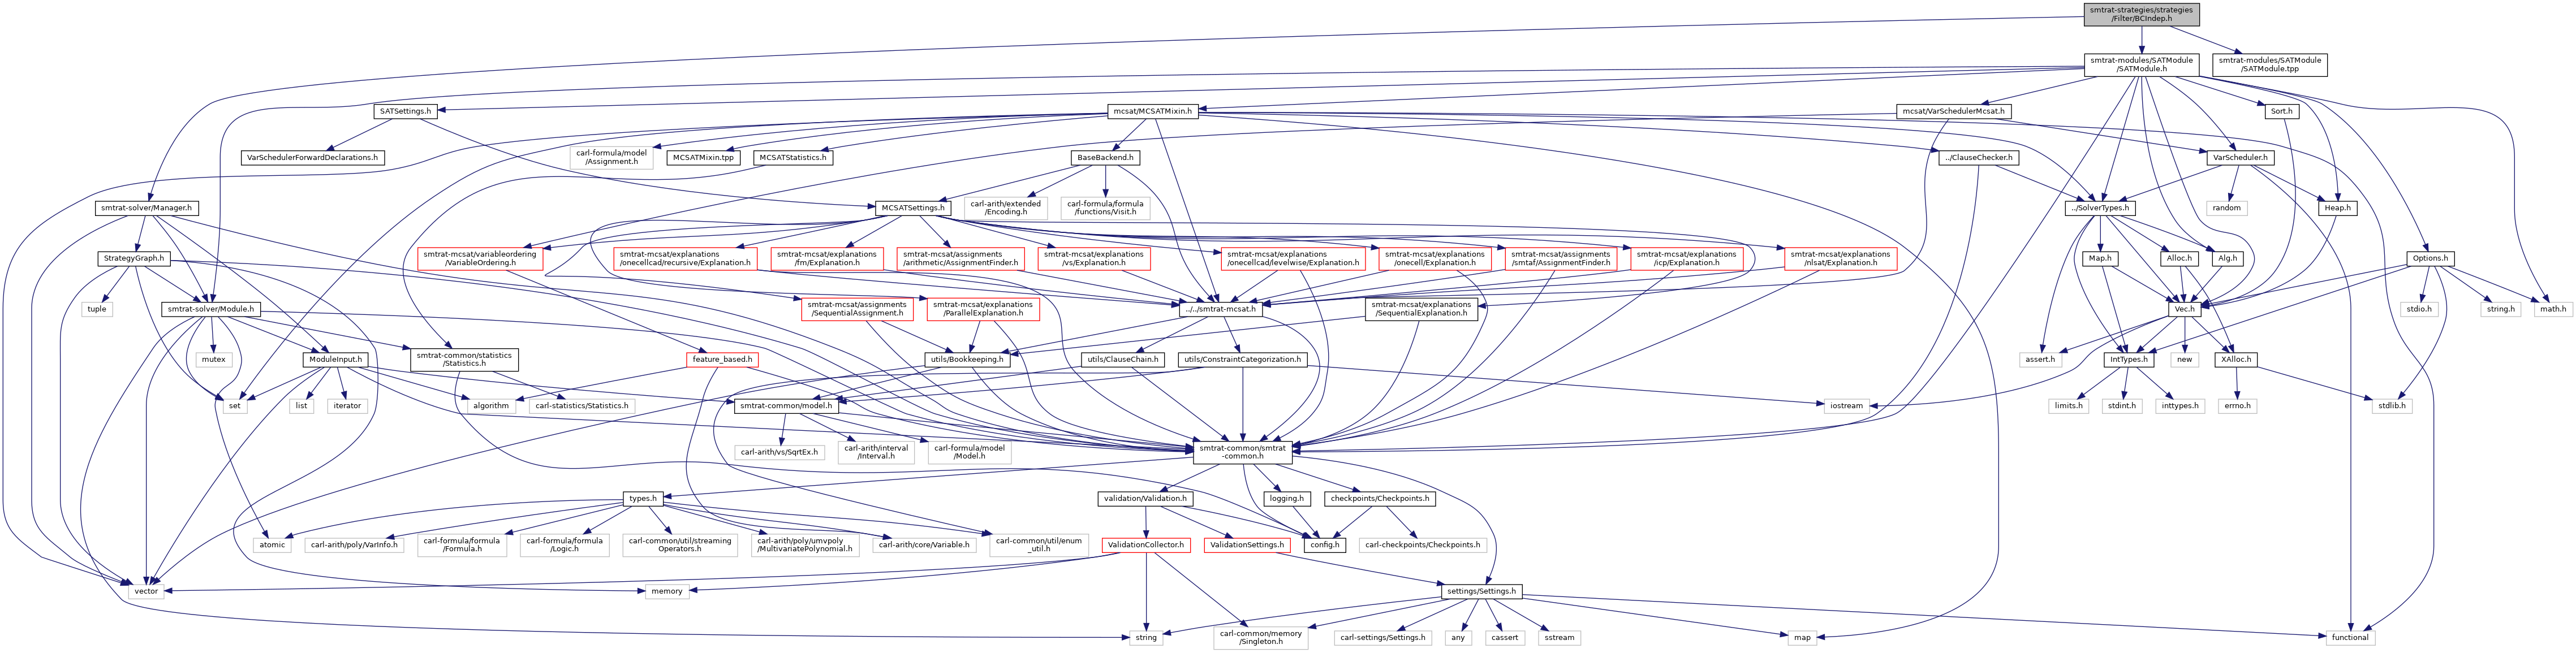 smtrat-strategies/strategies
/Filter/BCIndep.h
smtrat-modules/SATModule
/SATModule.h
smtrat-modules/SATModule
/SATModule.tpp
SATSettings.h
mcsat/MCSATMixin.h
mcsat/VarSchedulerMcsat.h
Sort.h
VarSchedulerForwardDeclarations.h
carl-formula/model
/Assignment.h
MCSATMixin.tpp
MCSATStatistics.h
BaseBackend.h
../ClauseChecker.h
VarScheduler.h
smtrat-solver/Manager.h
MCSATSettings.h
carl-arith/extended
/Encoding.h
carl-formula/formula
/functions/Visit.h
../SolverTypes.h
random
Heap.h
StrategyGraph.h
smtrat-mcsat/variableordering
/VariableOrdering.h
smtrat-mcsat/explanations
/onecellcad/recursive/Explanation.h
smtrat-mcsat/explanations
/fm/Explanation.h
smtrat-mcsat/assignments
/arithmetic/AssignmentFinder.h
smtrat-mcsat/explanations
/vs/Explanation.h
smtrat-mcsat/explanations
/onecellcad/levelwise/Explanation.h
smtrat-mcsat/explanations
/onecell/Explanation.h
smtrat-mcsat/assignments
/smtaf/AssignmentFinder.h
smtrat-mcsat/explanations
/icp/Explanation.h
smtrat-mcsat/explanations
/nlsat/Explanation.h
Map.h
Alloc.h
Alg.h
Options.h
tuple
smtrat-solver/Module.h
smtrat-mcsat/assignments
/SequentialAssignment.h
smtrat-mcsat/explanations
/ParallelExplanation.h
../../smtrat-mcsat.h
smtrat-mcsat/explanations
/SequentialExplanation.h
Vec.h
stdio.h
string.h
math.h
mutex
ModuleInput.h
smtrat-common/statistics
/Statistics.h
feature_based.h
utils/Bookkeeping.h
utils/ClauseChain.h
utils/ConstraintCategorization.h
assert.h
IntTypes.h
new
XAlloc.h
set
list
iterator
algorithm
carl-statistics/Statistics.h
smtrat-common/model.h
iostream
limits.h
stdint.h
inttypes.h
errno.h
stdlib.h
carl-arith/vs/SqrtEx.h
carl-arith/interval
/Interval.h
carl-formula/model
/Model.h
smtrat-common/smtrat
-common.h
types.h
validation/Validation.h
logging.h
checkpoints/Checkpoints.h
atomic
carl-arith/poly/VarInfo.h
carl-formula/formula
/Formula.h
carl-formula/formula
/Logic.h
carl-common/util/streaming
Operators.h
carl-arith/poly/umvpoly
/MultivariatePolynomial.h
carl-arith/core/Variable.h
carl-common/util/enum
_util.h
ValidationCollector.h
ValidationSettings.h
config.h
carl-checkpoints/Checkpoints.h
vector
memory
settings/Settings.h
string
carl-common/memory
/Singleton.h
carl-settings/Settings.h
any
cassert
sstream
map
functional